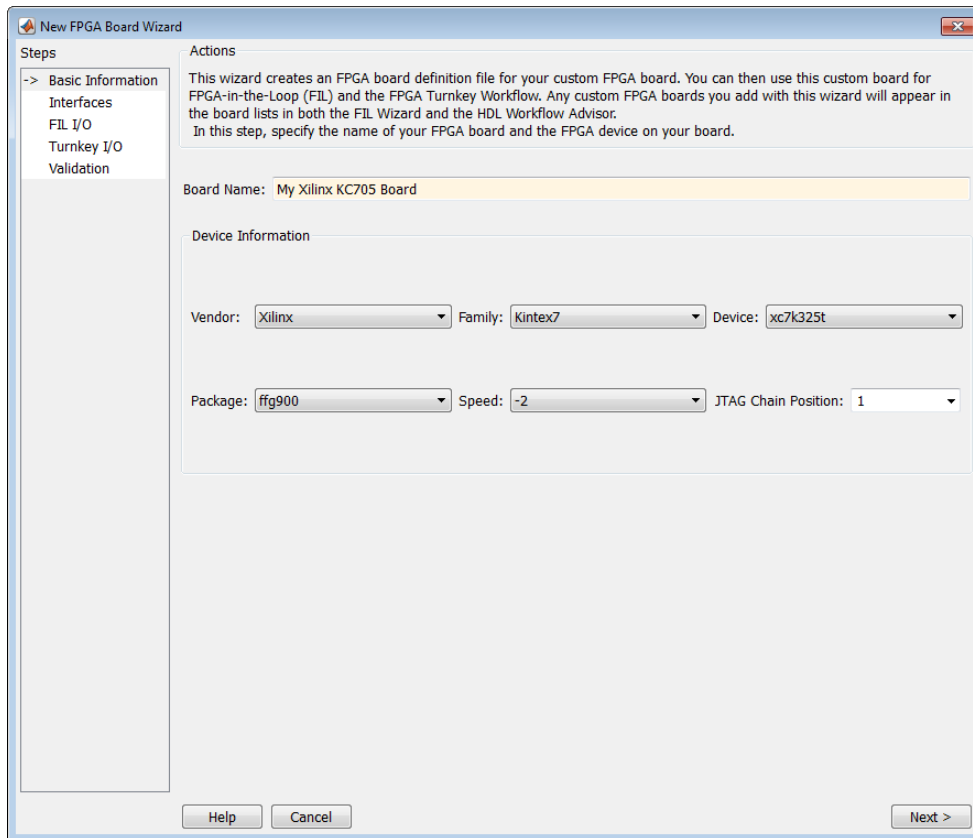 New FPGA Board Wizard
Steps
-> Basic Information
Interfaces
FIL I/O
Turnkey I/O
Validation
Actions
This wizard creates an FPGA board definition file for your custom FPGA board. You can then use this custom board for
FPGA-in-the-Loop (FIL) and the FPGA Turnkey Workflow. Any custom FPGA boards you add with this wizard will appear in
the board lists in both the FIL Wizard and the HDL Workflow Advisor.
In this step, specify the name of your FPGA board and the FPGA device on your board.
Board Name: My Xilinx KC705 Board
Device Information
Vendor: Xilinx Family: Kintex7 Device: xc7k325t
Package: ffg900 Speed: -2 JTAG Chain Position: 1
Help Cancel Next >